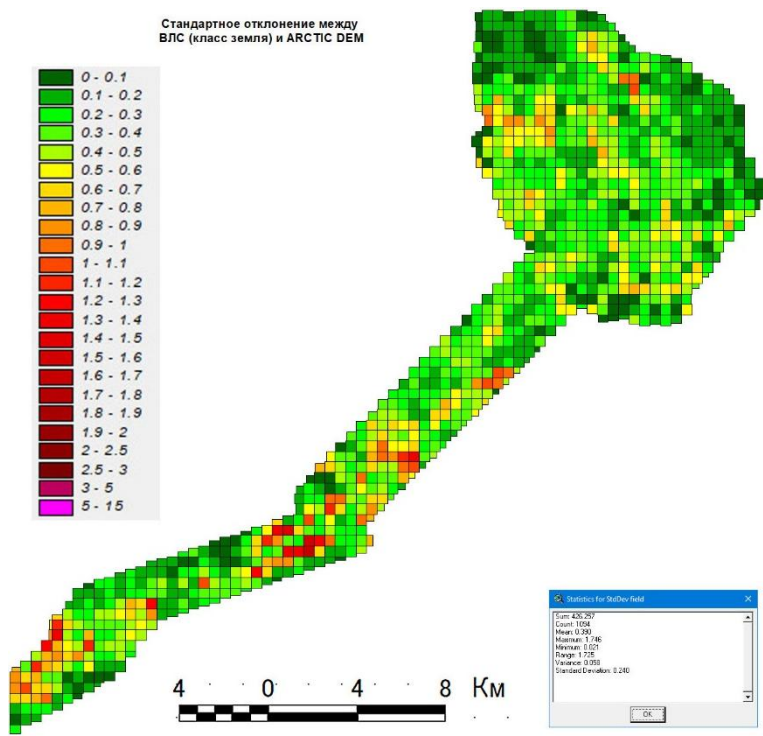 Стандартное отклонение между
ВЛС (класс земля) и ARCTIC DEM
0 - 0.1
0.1 - 0.2
0.2 - 0.3
0.3 - 0.4
0.4 - 0.5
0.5 - 0.6
0.6 - 0.7
0.7 - 0.8
0.8 - 0.9
0.9 - 1
1 - 1.1
1.1 - 1.2
1.2 - 1.3
1.3 - 1.4
1.4 - 1.5
1.5 - 1.6
1.6 - 1.7
1.7 - 1.8
1.8 - 1.9
1.9 - 2
2 - 2.5
2.5 - 3
3 - 5
5 - 15
Statistics for StdDev field
Sum: 426.257
Count: 1094
Mean: 0.390
Maximum: 1.746
Minimum: 0.021
Range: 1.725
Variance: 0.058
Standard Deviation: 0.240
OK
4 0 4 8 Км